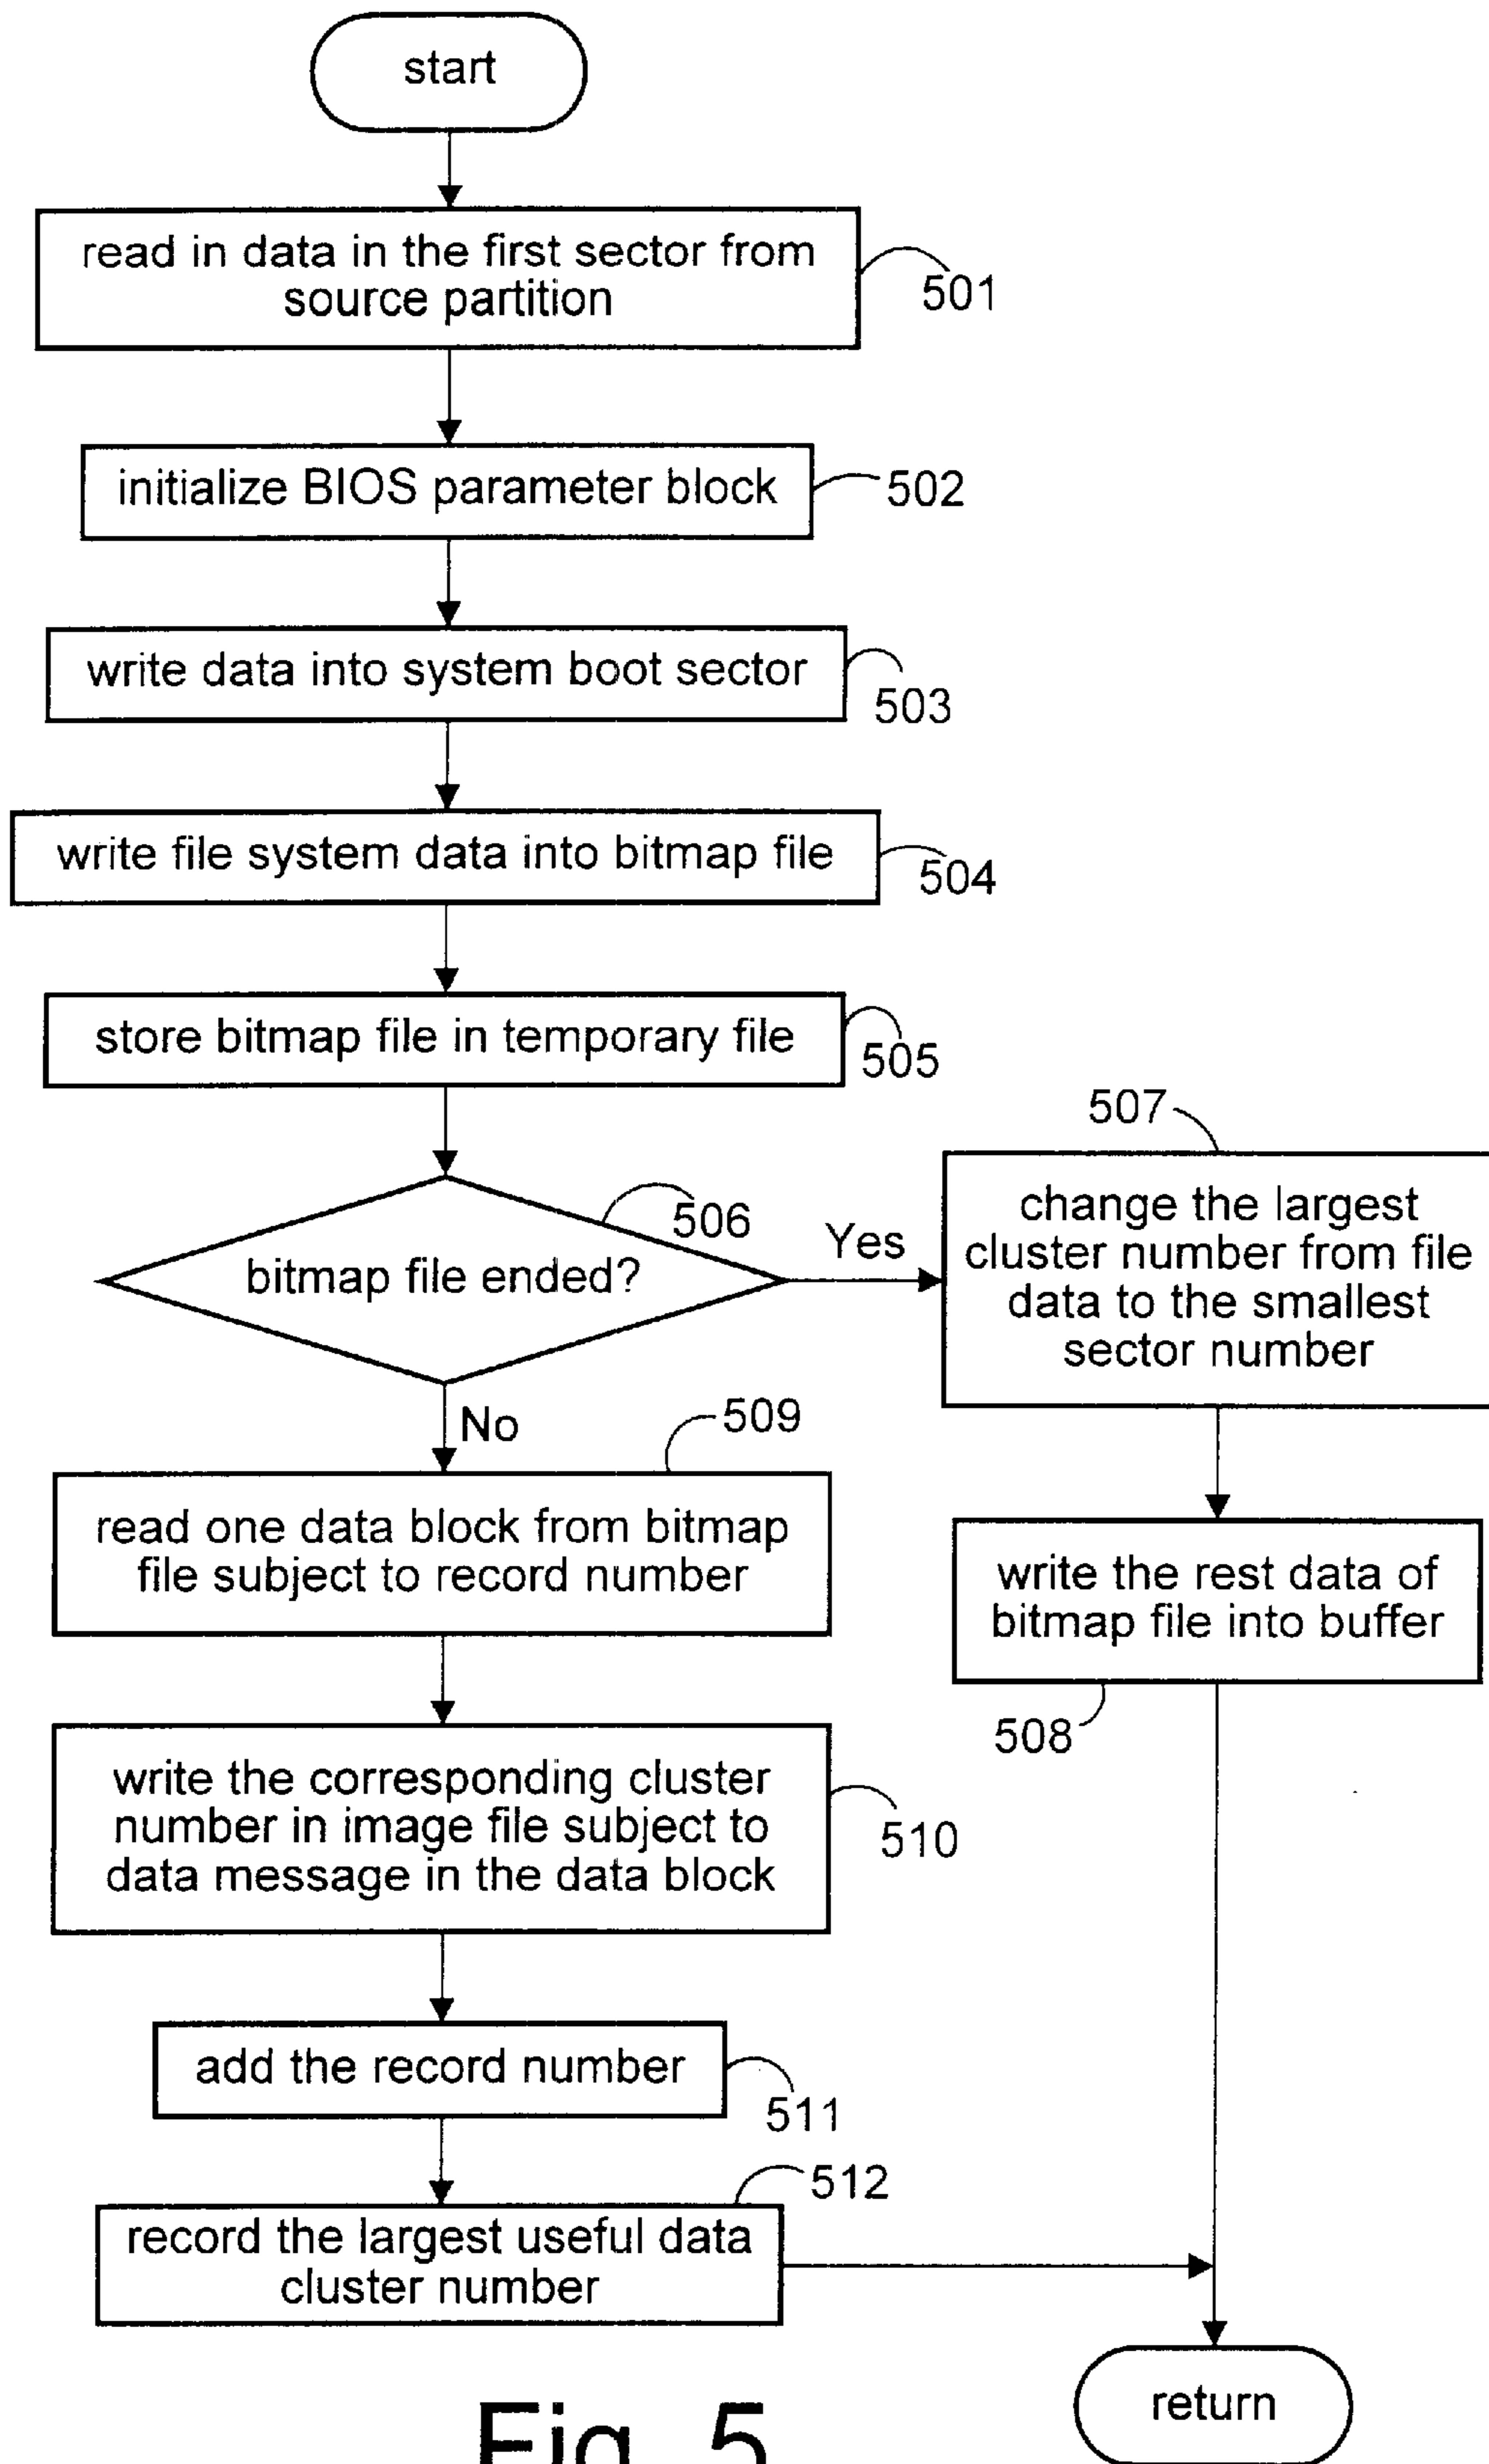 start
read in data in the first sector from
source partition
501
initialize BIOS parameter block
502
write data into system boot sector
503
write file system data into bitmap file
504
store bitmap file in temporary file
505
bitmap file ended?
506
Yes
507
change the largest
cluster number from file
data to the smallest
sector number
write the rest data of
bitmap file into buffer
508
No
509
read one data block from bitmap
file subject to record number
write the corresponding cluster
number in image file subject to
data message in the data block
510
add the record number
511
512
record the largest useful data
cluster number
return
Fig. 5